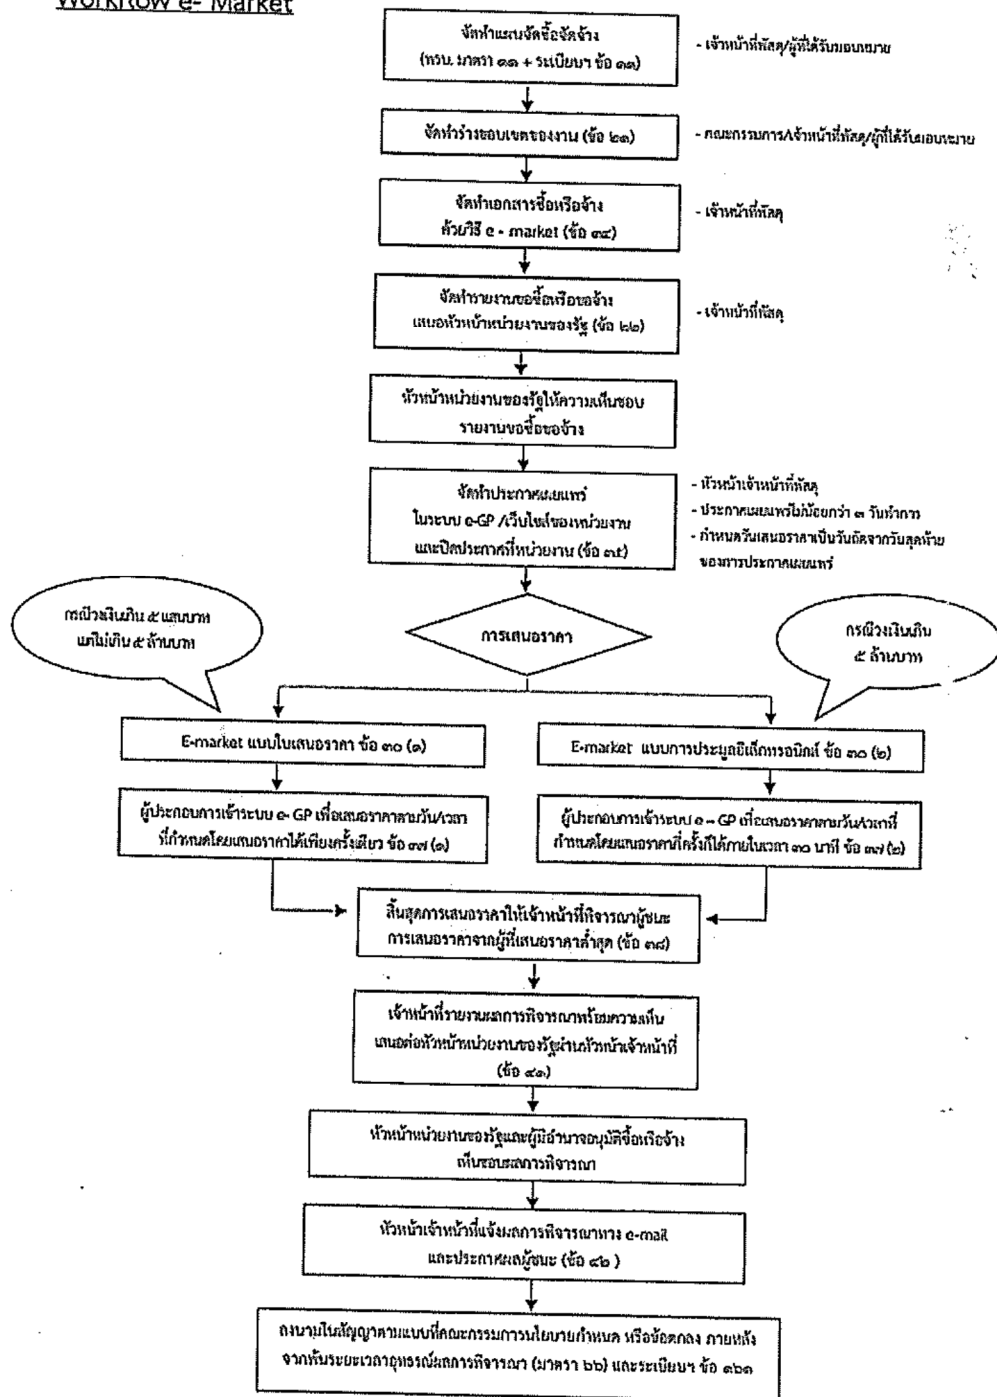 Workflow e- Market
จัดทำแผนจัดซื้อจัดจ้าง
(พรบ. มาตรา ๑๑ + ระเบียบฯ ข้อ ๑๑)
- เจ้าหน้าที่พัสดุ/ผู้ที่ได้รับมอบหมาย
จัดทำร่างขอบเขตของงาน (ข้อ ๒๑)
- คณะกรรมการ/เจ้าหน้าที่พัสดุ/ผู้ที่ได้รับมอบหมาย
จัดทำเอกสารซื้อหรือจ้าง
ด้วยวิธี e - market (ข้อ ๓๔)
- เจ้าหน้าที่พัสดุ
จัดทำรายงานขอซื้อหรือขอจ้าง
เสนอหัวหน้าหน่วยงานของรัฐ (ข้อ ๒๒)
- เจ้าหน้าที่พัสดุ
หัวหน้าหน่วยงานของรัฐให้ความเห็นชอบ
รายงานขอซื้อขอจ้าง
จัดทำประกาศเผยแพร่
ในระบบ e-GP /เว็บไซต์ของหน่วยงาน
และปิดประกาศที่หน่วยงาน (ข้อ ๓๕)
- หัวหน้าเจ้าหน้าที่พัสดุ
- ประกาศเผยแพร่ไม่น้อยกว่า ๓ วันทำการ
- กำหนดวันเสนอราคาเป็นวันถัดจากวันสุดท้าย
ของการประกาศเผยแพร่
กรณีวงเงินเกิน ๕ แสนบาท
แต่ไม่เกิน ๕ ล้านบาท
การเสนอราคา
กรณีวงเงินเกิน
๕ ล้านบาท
E-market แบบใบเสนอราคา ข้อ ๓๐ (๑)
E-market แบบการประมูลอิเล็กทรอนิกส์ ข้อ ๓๐ (๒)
ผู้ประกอบการเข้าระบบ e- GP เพื่อเสนอราคาตามวัน/เวลา
ที่กำหนดโดยเสนอราคาได้เพียงครั้งเดียว ข้อ ๓๗ (๑)
ผู้ประกอบการเข้าระบบ e - GP เพื่อเสนอราคาตามวัน/เวลาที่
กำหนดโดยเสนอราคากี่ครั้งก็ได้ภายในเวลา ๓๐ นาที ข้อ ๓๗ (๒)
สิ้นสุดการเสนอราคาให้เจ้าหน้าที่พิจารณาผู้ชนะ
การเสนอราคาจากผู้ที่เสนอราคาต่ำสุด (ข้อ ๓๘)
เจ้าหน้าที่รายงานผลการพิจารณาพร้อมความเห็น
เสนอต่อหัวหน้าหน่วยงานของรัฐผ่านหัวหน้าเจ้าหน้าที่
(ข้อ ๔๑)
หัวหน้าหน่วยงานของรัฐและผู้มีอำนาจอนุมัติซื้อหรือจ้าง
เห็นชอบผลการพิจารณา
หัวหน้าเจ้าหน้าที่แจ้งผลการพิจารณาทาง e-mail
และประกาศผลผู้ชนะ (ข้อ ๔๒ )
ลงนามในสัญญาตามแบบที่คณะกรรมการนโยบายกำหนด หรือข้อตกลง ภายหลัง
จากพ้นระยะเวลาอุทธรณ์ผลการพิจารณา (มาตรา ๖๖) และระเบียบฯ ข้อ ๑๖๑